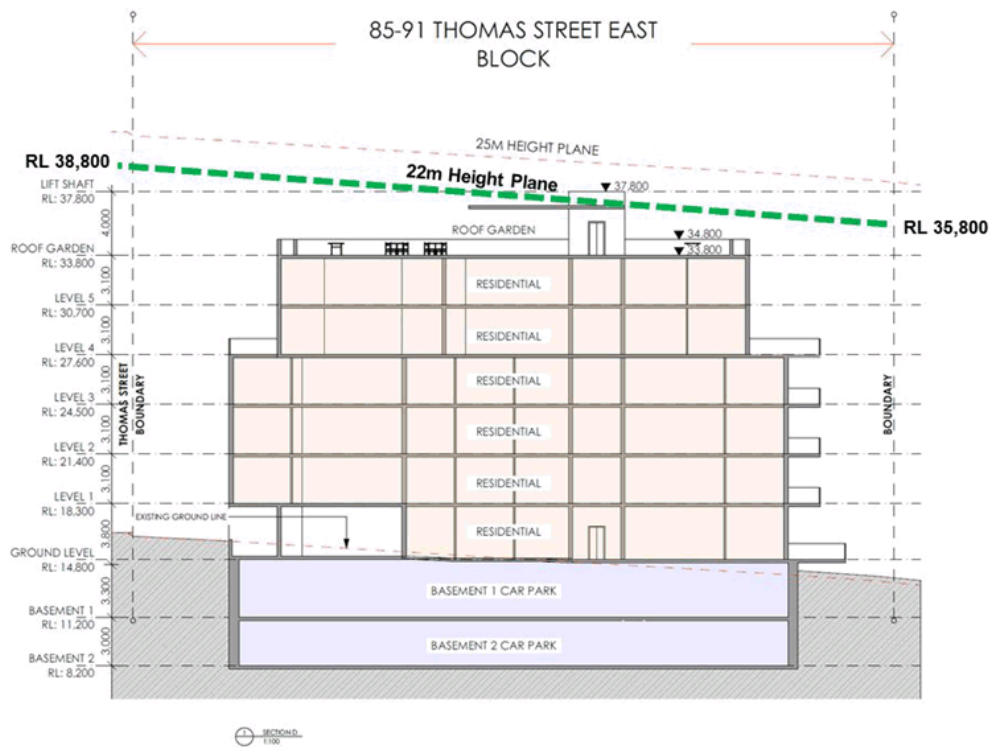 85-91 THOMAS STREET EAST
BLOCK
25M HEIGHT PLANE
RL 38,800
22m Height Plane
LIFT SHAFT
RL: 37.800
37.800
RL 35,800
4.000
ROOF GARDEN
34.800
33.800
ROOF GARDEN
RL: 33.800
3.100
RESIDENTIAL
LEVEL 5
RL: 30,700
3.100
RESIDENTIAL
LEVEL 4
RL: 27.600
3.100
RESIDENTIAL
LEVEL 3
RL: 24,500
3.100
RESIDENTIAL
LEVEL 2
RL: 21,400
3.100
RESIDENTIAL
LEVEL 1
RL: 18,300
THOMAS STREET
BOUNDARY
BOUNDARY
EXISTING GROUND LINE
3.800
RESIDENTIAL
GROUND LEVEL
RL: 14,800
3.300
BASEMENT 1 CAR PARK
BASEMENT 1
RL: 11,200
3.000
BASEMENT 2 CAR PARK
BASEMENT 2
RL: 8,200
1
SECTION D
1:100